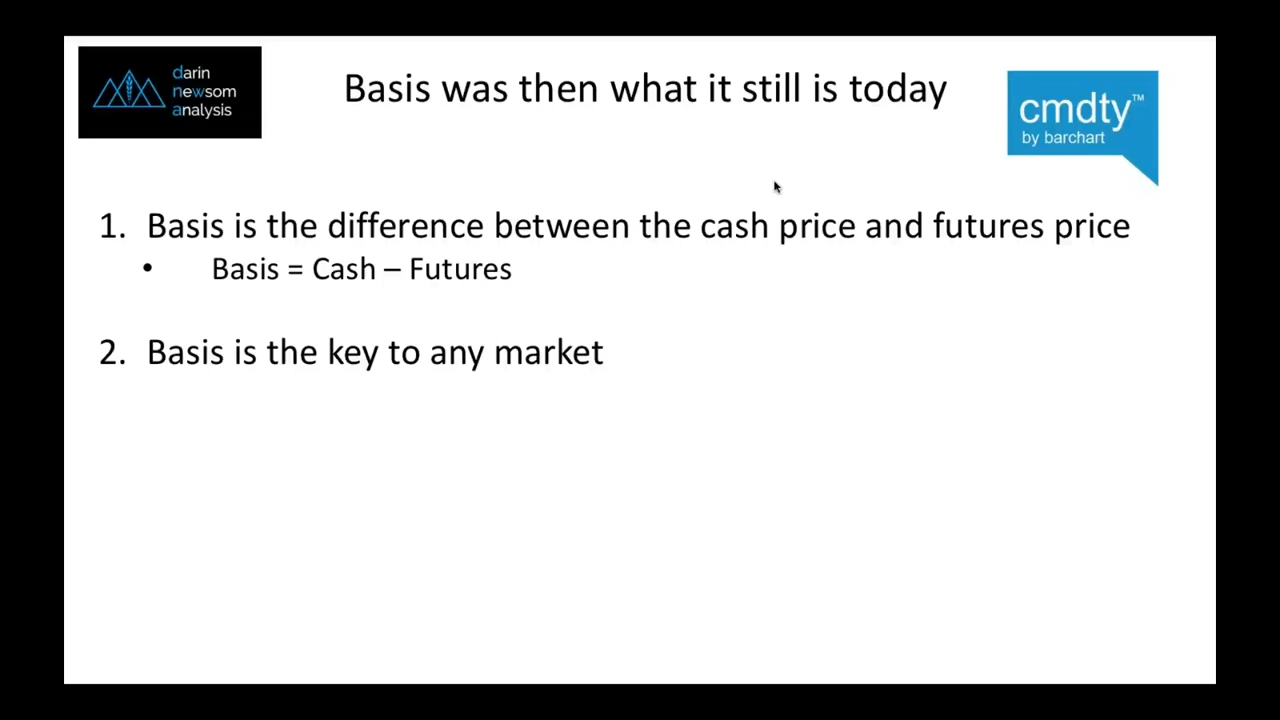 darin
newsom
analysis
Basis was then what it still is today
cmdty™
by barchart
1. Basis is the difference between the cash price and futures price
• Basis = Cash – Futures
2. Basis is the key to any market